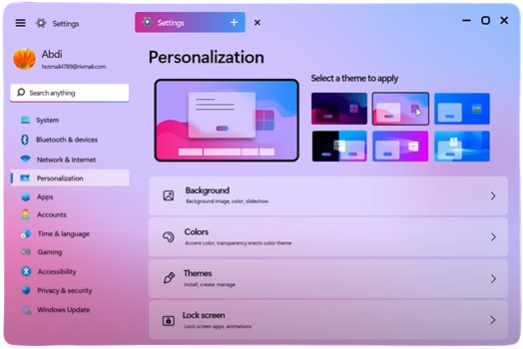 Settings
Settings
Abdi
hotmail4789@rivmail.com
Search anything
System
Bluetooth & devices
Network & Internet
Personalization
Apps
Accounts
Time & language
Gaming
Accessibility
Privacy & security
Windows Update
Personalization
Select a theme to apply
Background
Background image, color, slideshow
Colors
Accent color, transparency erects color theme
Themes
Install, create. manage
Lock screen
Lock screen apps. animations